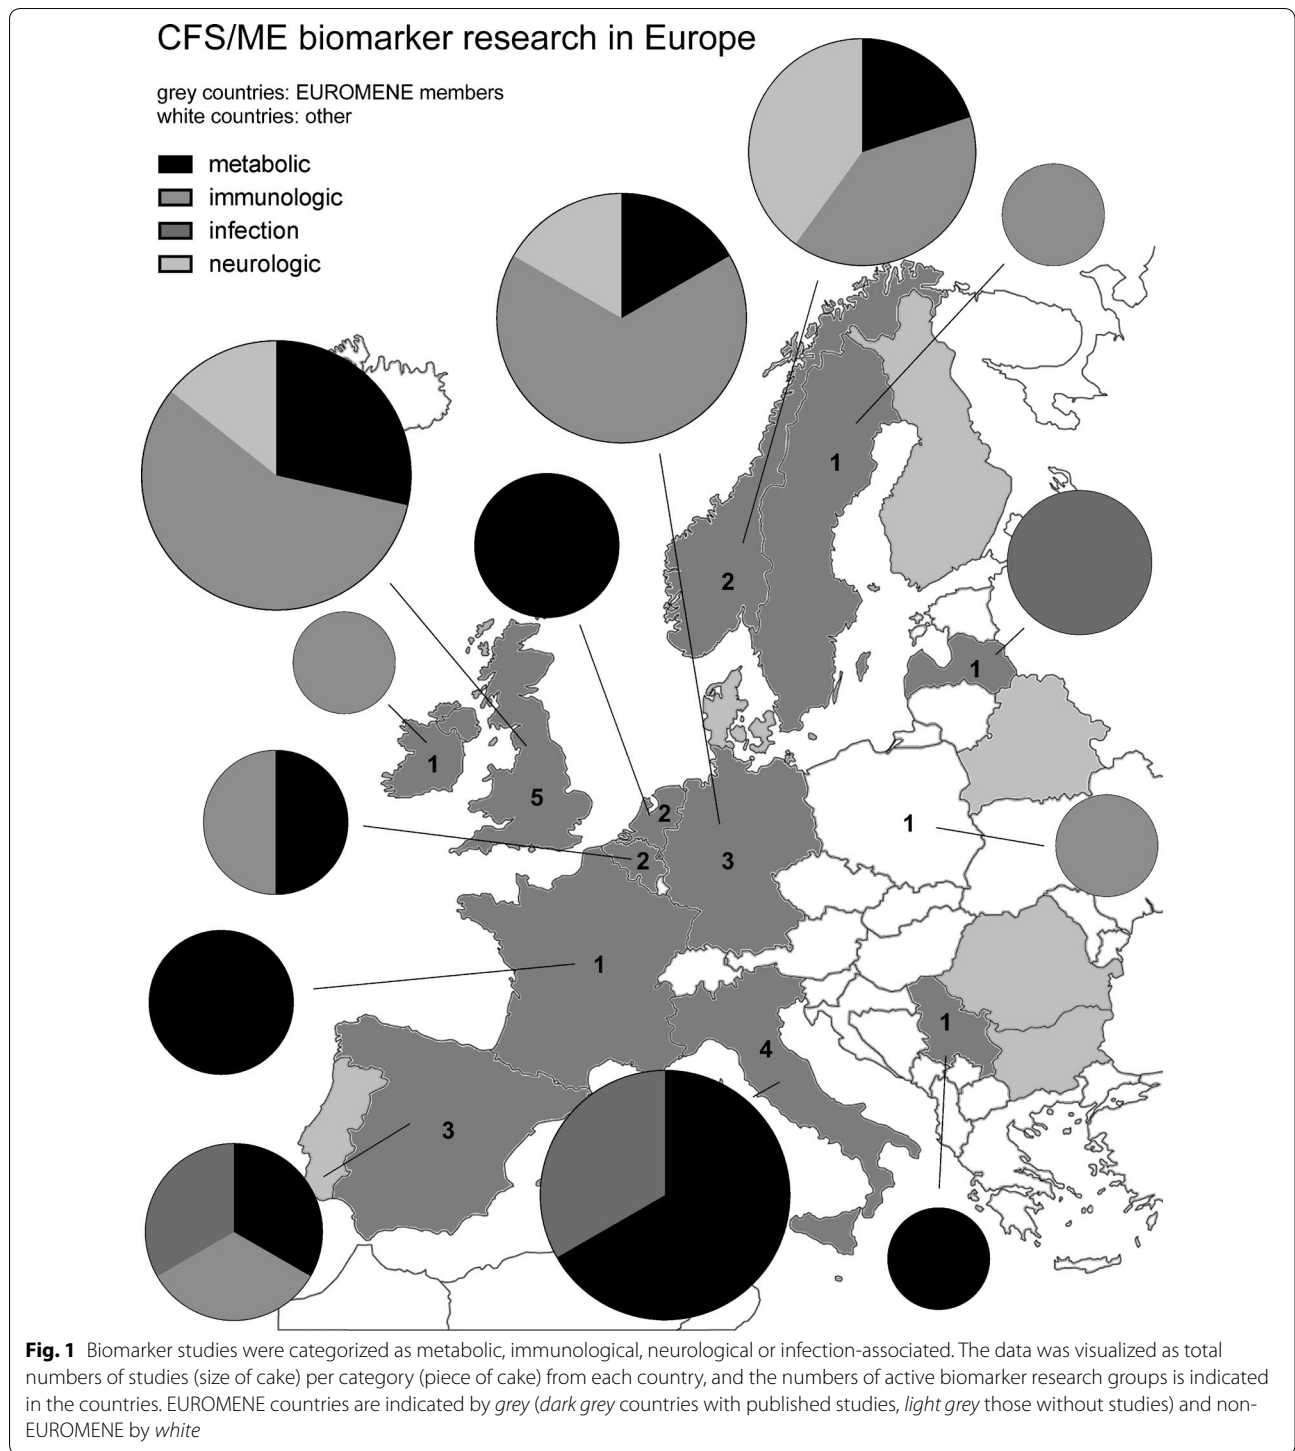 CFS/ME biomarker research in Europe
grey countries: EUROMENE members
white countries: other
metabolic
immunologic
infection
neurologic
1
2
1
1
5
2
2
3
1
1
1
4
3
Fig. 1 Biomarker studies were categorized as metabolic, immunological, neurological or infection-associated. The data was visualized as total
numbers of studies (size of cake) per category (piece of cake) from each country, and the numbers of active biomarker research groups is indicated
in the countries. EUROMENE countries are indicated by grey (dark grey countries with published studies, light grey those without studies) and non-
EUROMENE by white